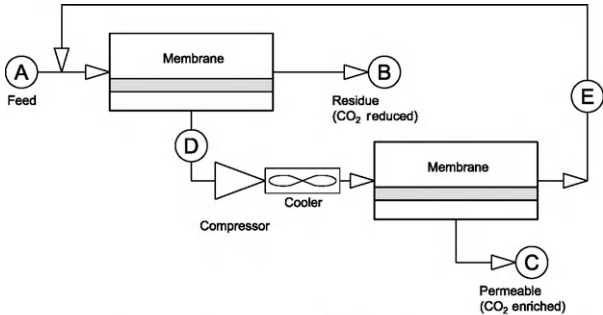 A
Feed
Membrane
B
Residue
(CO₂ reduced)
E
D
Compressor
Cooler
Membrane
C
Permeable
(CO₂ enriched)